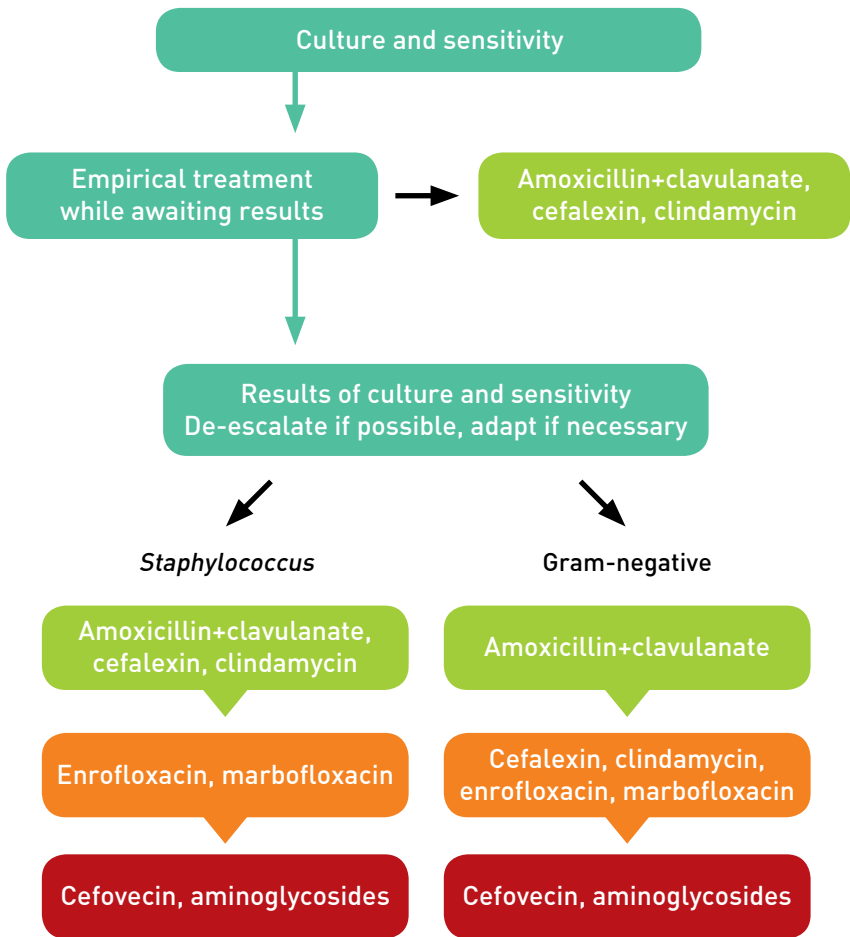 Culture and sensitivity
Empirical treatment
while awaiting results
Amoxicillin+clavulanate,
cefalexin, clindamycin
Results of culture and sensitivity
De-escalate if possible, adapt if necessary
Staphylococcus
Amoxicillin+clavulanate,
cefalexin, clindamycin
Enrofloxacin, marbofloxacin
Cefovecin, aminoglycosides
Gram-negative
Amoxicillin+clavulanate
Cefalexin, clindamycin,
enrofloxacin, marbofloxacin
Cefovecin, aminoglycosides